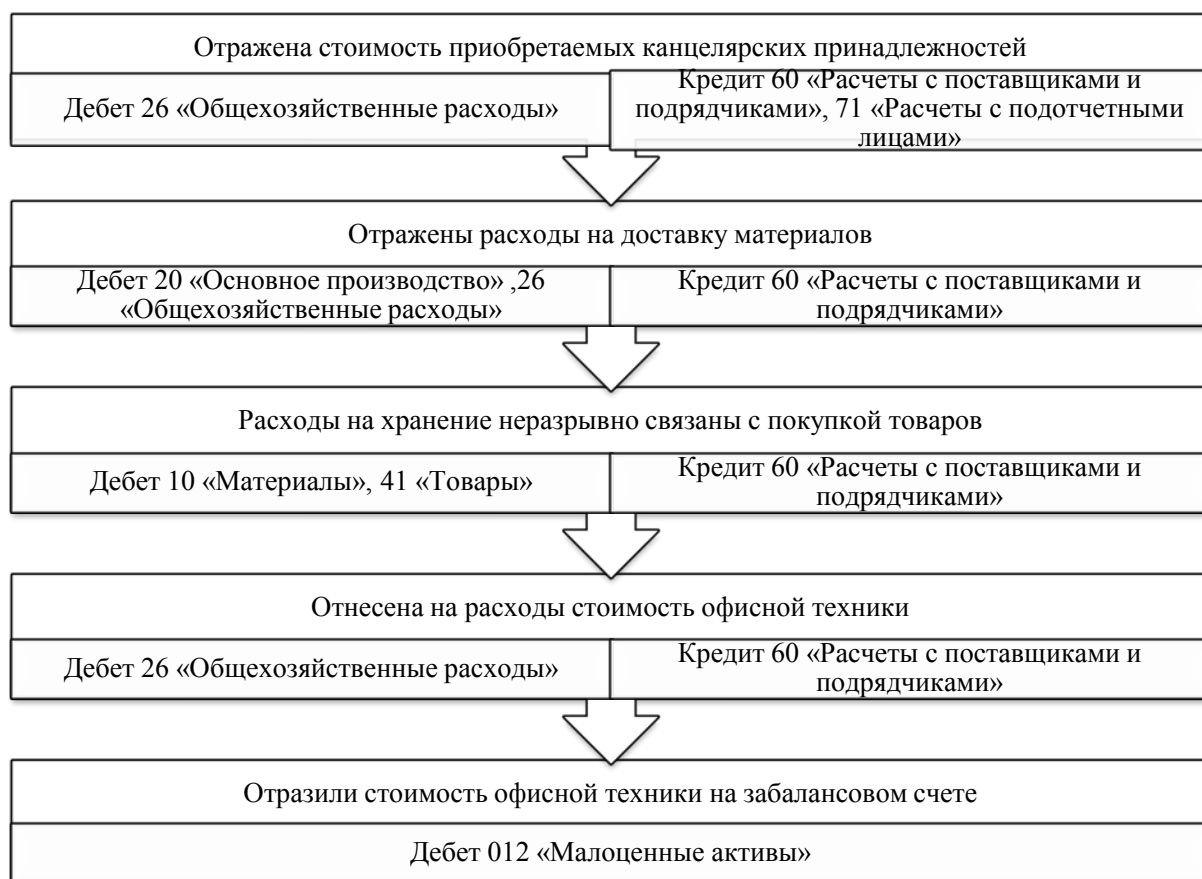 Отражена стоимость приобретаемых канцелярских принадлежностей
Дебет 26 «Общехозяйственные расходы»
Кредит 60 «Расчеты с поставщиками и
подрядчиками», 71 «Расчеты с подотчетными
лицами»
Отражены расходы на доставку материалов
Дебет 20 «Основное производство» ,26
«Общехозяйственные расходы»
Кредит 60 «Расчеты с поставщиками и
подрядчиками»
Расходы на хранение неразрывно связаны с покупкой товаров
Дебет 10 «Материалы», 41 «Товары»
Кредит 60 «Расчеты с поставщиками и
подрядчиками»
Отнесена на расходы стоимость офисной техники
Дебет 26 «Общехозяйственные расходы»
Кредит 60 «Расчеты с поставщиками и
подрядчиками»
Отразили стоимость офисной техники на забалансовом счете
Дебет 012 «Малоценные активы»